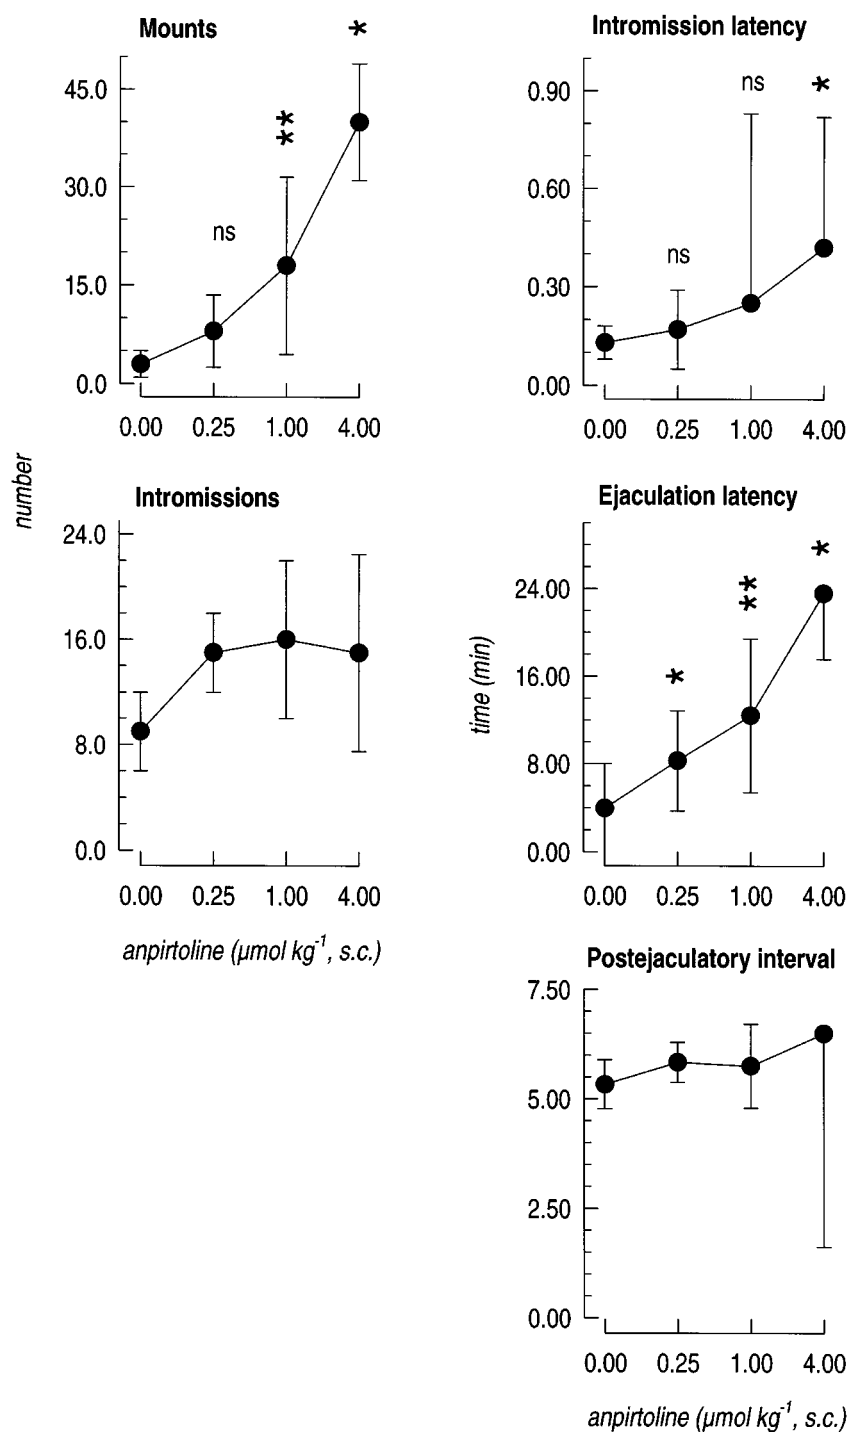 Mounts
*
45.0
**
30.0
ns
15.0
0.0
0.00 0.25 1.00 4.00
number
Intromissions
24.0
16.0
8.0
0.0
0.00 0.25 1.00 4.00
anpirtoline (µmol kg⁻¹, s.c.)
Intromission latency
0.90
ns
*
0.60
ns
0.30
0.00
0.00 0.25 1.00 4.00
Ejaculation latency
*
24.00
**
16.00
*
8.00
0.00
0.00 0.25 1.00 4.00
time (min)
Postejaculatory interval
7.50
5.00
2.50
0.00
0.00 0.25 1.00 4.00
anpirtoline (µmol kg⁻¹, s.c.)